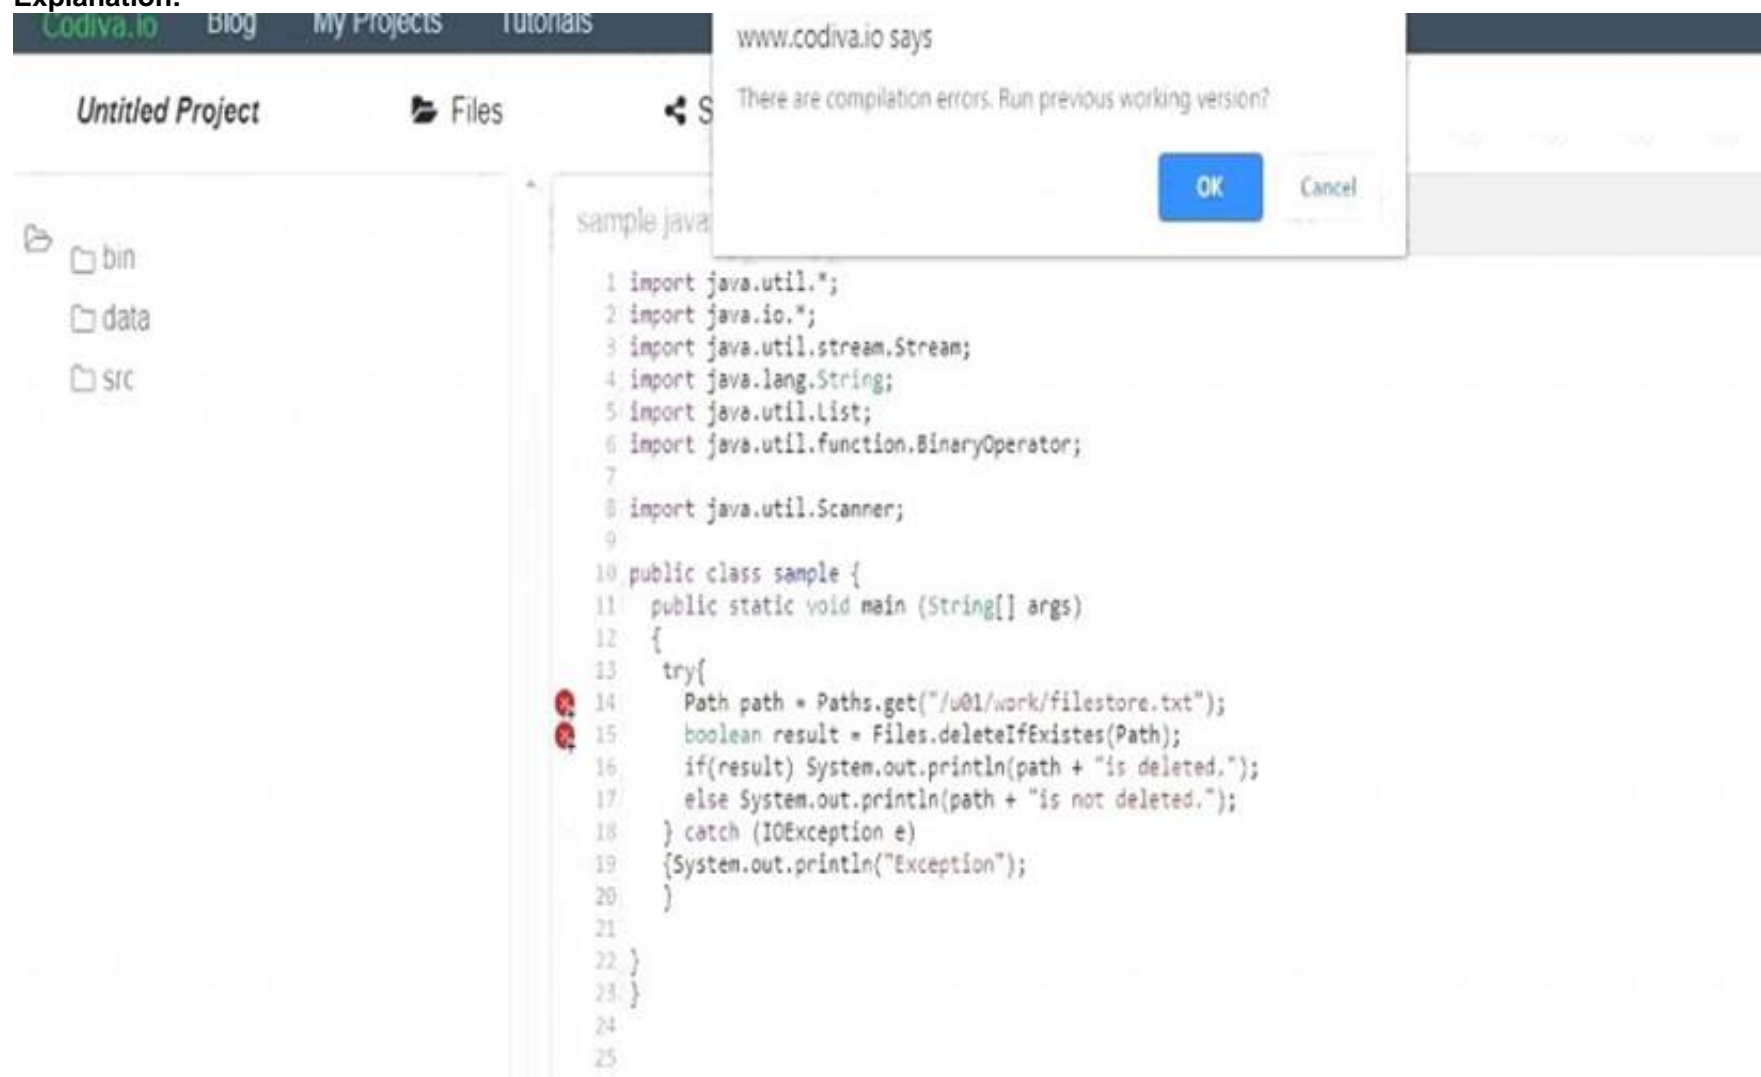 Explanation:
Codiva.io Blog My Projects Tutorials
www.codiva.io says
There are compilation errors. Run previous working version?
OK Cancel
Untitled Project Files S
bin
data
src
sample java
1 import java.util.*;
2 import java.io.*;
3 import java.util.stream.Stream;
4 import java.lang.String;
5 import java.util.List;
6 import java.util.function.BinaryOperator;
7
8 import java.util.Scanner;
9
10 public class sample {
11 public static void main (String[] args)
12 {
13 try{
14 Path path = Paths.get("/u01/work/filestore.txt");
15 boolean result = Files.deleteIfExistes(Path);
16 if(result) System.out.println(path + "is deleted.");
17 else System.out.println(path + "is not deleted.");
18 } catch (IOException e)
19 {System.out.println("Exception");
20 }
21
22 }
23 }
24
25